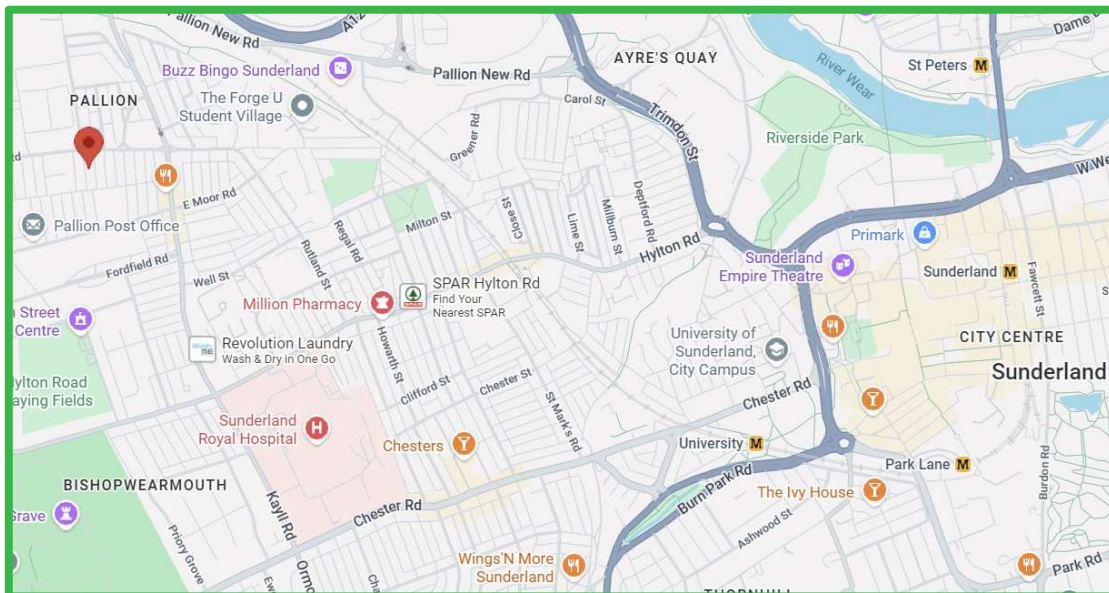 Pallion New Rd
Dame D
AYRE'S QUAY
St Peters
River Wear
Buzz Bingo Sunderland
Pallion New Rd
PALLION
The Forge U
Student Village
Carol St
Trimdon St
Riverside Park
Greener Rd
E Moor Rd
Milton St
Close St
Lime St
Millburn St
Deptford Rd
Hylton Rd
Pallion Post Office
Regal Rd
Rutland St
Primark
Fordfield Rd
Well St
Sunderland
Empire Theatre
Sunderland
Fawcett St
SPAR Hylton Rd
Find Your
Nearest SPAR
Million Pharmacy
Street
Centre
Revolution Laundry
Wash & Dry in One Go
Howarth St
University of
Sunderland,
City Campus
CITY CENTRE
Sunderland
Clifford St
Chester St
St Mark's Rd
Chester Rd
Sunderland
Royal Hospital
Chesters
University
Park Lane
Burdon Rd
BISHOPWEARMOUTH
Kayll Rd
Chester Rd
Burn Park Rd
The Ivy House
Ashwood St
Priory Grove
Wings'N More
Sunderland
Park Rd